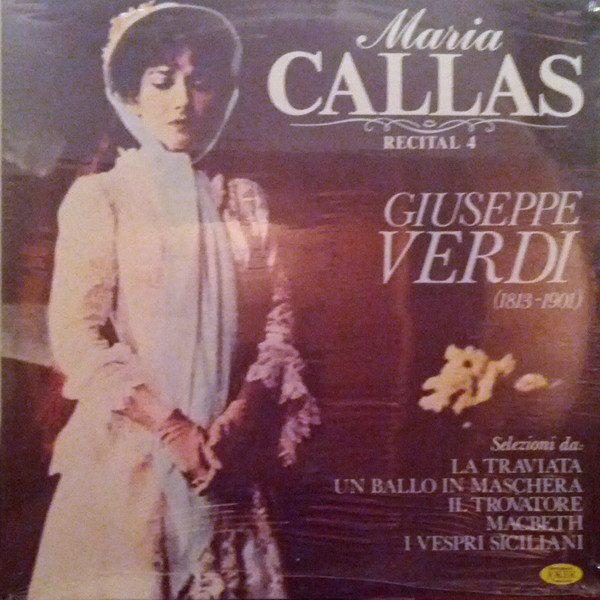 Maria
CALLAS
RECITAL 4
GIUSEPPE
VERDI
(1813-1901)
Selezioni da:
LA TRAVIATA
UN BALLO IN MASCHERA
IL TROVATORE
MACBETH
I VESPRI SICILIANI
JOKER